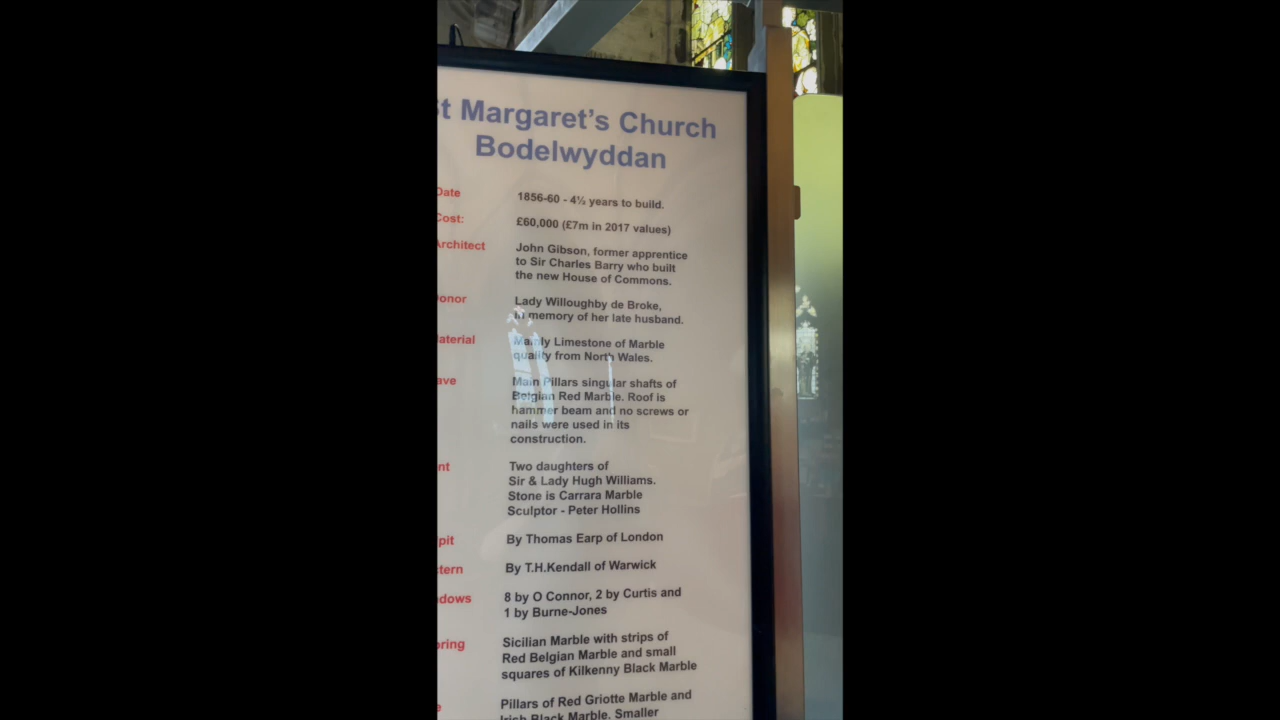 t Margaret's Church
Bodelwyddan
Date 1856-60 - 4½ years to build.
Cost: £60,000 (£7m in 2017 values)
Architect John Gibson, former apprentice
to Sir Charles Barry who built
the new House of Commons.
onor Lady Willoughby de Broke,
in memory of her late husband.
aterial Mainly Limestone of Marble
quality from North Wales.
ave Main Pillars singular shafts of
Belgian Red Marble. Roof is
hammer beam and no screws or
nails were used in its
construction.
nt Two daughters of
Sir & Lady Hugh Williams.
Stone is Carrara Marble
Sculptor - Peter Hollins
pit By Thomas Earp of London
tern By T.H.Kendall of Warwick
dows 8 by O Connor, 2 by Curtis and
1 by Burne-Jones
oring Sicilian Marble with strips of
Red Belgian Marble and small
squares of Kilkenny Black Marble
e Pillars of Red Griotte Marble and
Irish Black Marble. Smaller